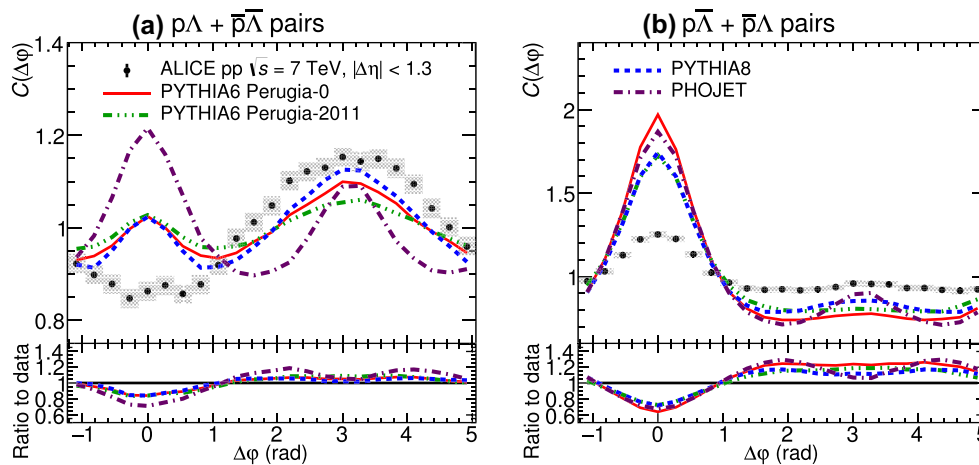 (a) pΛ + p̅Λ̅ pairs
C(Δφ)
1.4
1.2
1
0.8
ALICE pp √s = 7 TeV, |Δη| < 1.3
PYTHIA6 Perugia-0
PYTHIA6 Perugia-2011
Ratio to data
1.4
1.2
1
0.8
0.6
−1 0 1 2 3 4 5
Δφ (rad)
(b) pΛ̅ + p̅Λ pairs
C(Δφ)
2
1.5
1
PYTHIA8
PHOJET
Ratio to data
1.4
1.2
1
0.8
0.6
−1 0 1 2 3 4 5
Δφ (rad)